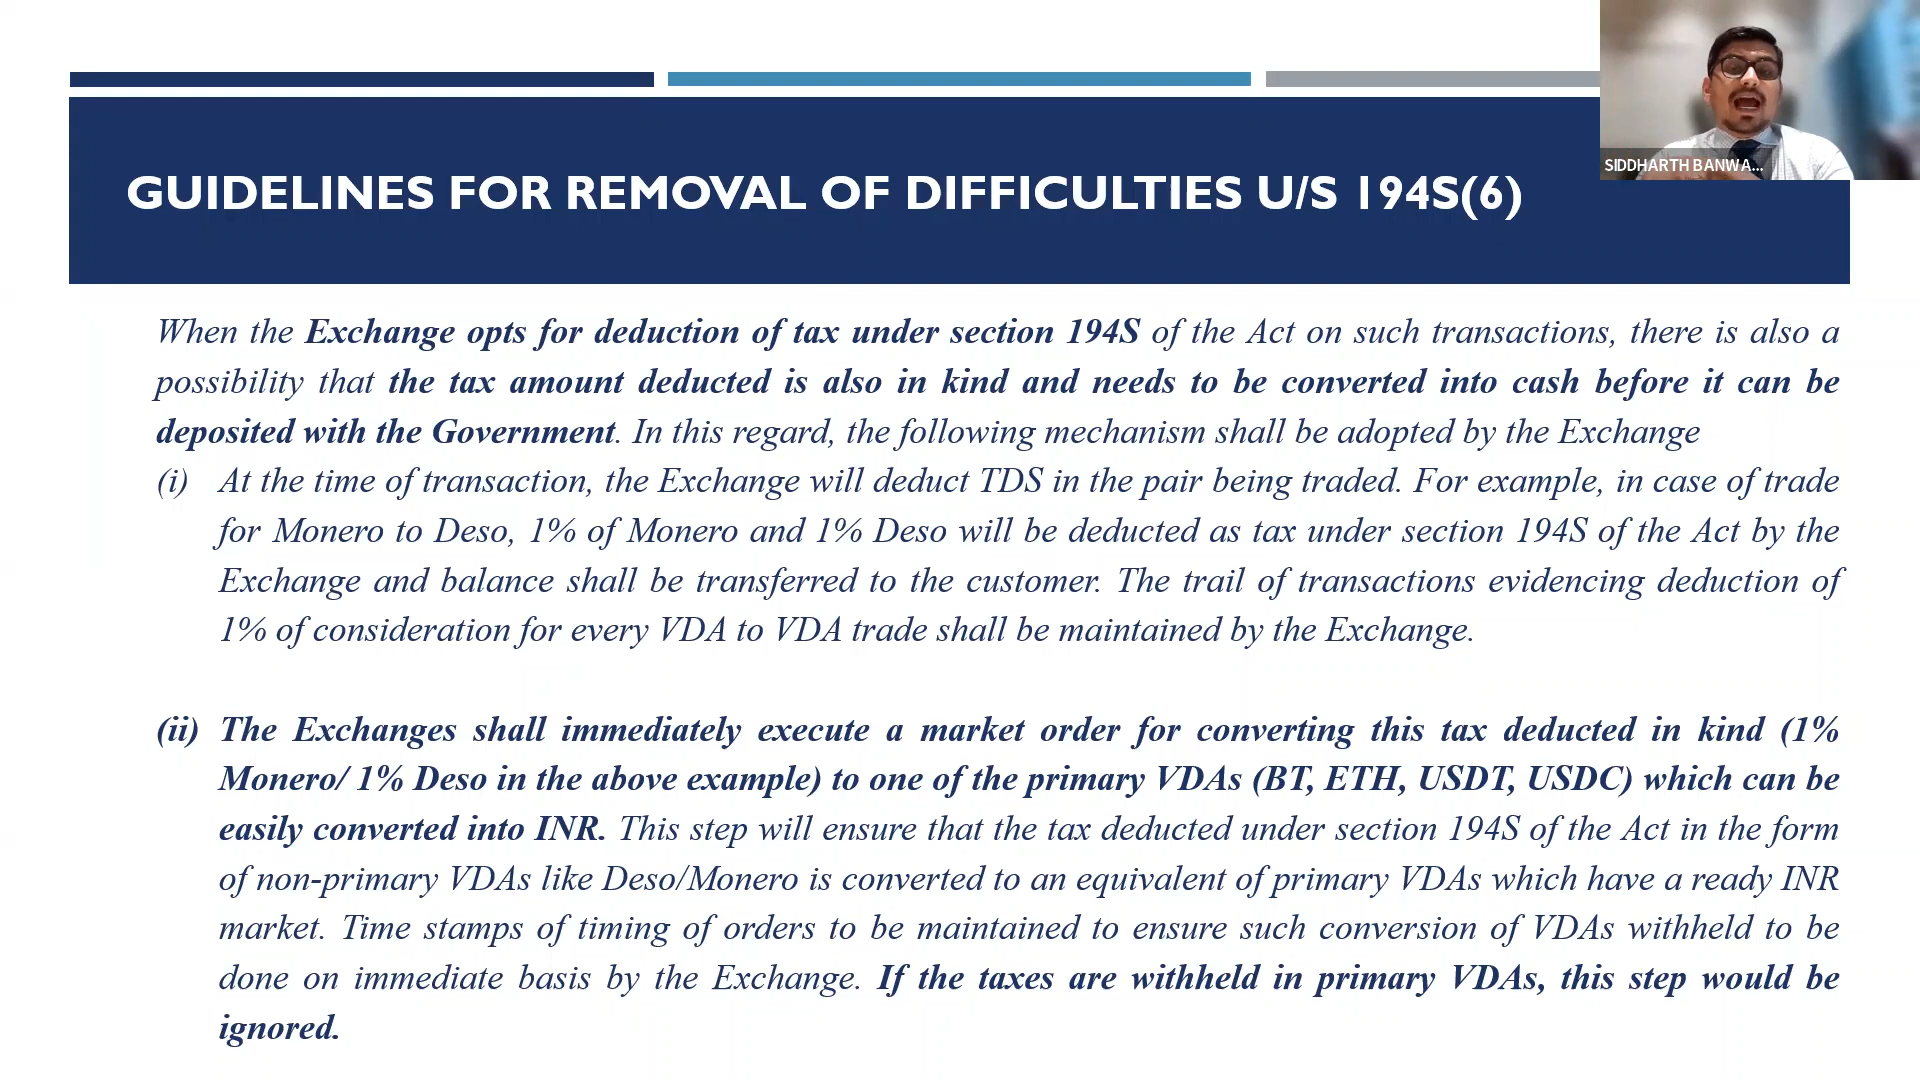 SIDDHARTH BANWA...
GUIDELINES FOR REMOVAL OF DIFFICULTIES U/S 194S(6)
When the Exchange opts for deduction of tax under section 194S of the Act on such transactions, there is also a
possibility that the tax amount deducted is also in kind and needs to be converted into cash before it can be
deposited with the Government. In this regard, the following mechanism shall be adopted by the Exchange
(i) At the time of transaction, the Exchange will deduct TDS in the pair being traded. For example, in case of trade
for Monero to Deso, 1% of Monero and 1% Deso will be deducted as tax under section 194S of the Act by the
Exchange and balance shall be transferred to the customer. The trail of transactions evidencing deduction of
1% of consideration for every VDA to VDA trade shall be maintained by the Exchange.
(ii) The Exchanges shall immediately execute a market order for converting this tax deducted in kind (1%
Monero/ 1% Deso in the above example) to one of the primary VDAs (BT, ETH, USDT, USDC) which can be
easily converted into INR. This step will ensure that the tax deducted under section 194S of the Act in the form
of non-primary VDAs like Deso/Monero is converted to an equivalent of primary VDAs which have a ready INR
market. Time stamps of timing of orders to be maintained to ensure such conversion of VDAs withheld to be
done on immediate basis by the Exchange. If the taxes are withheld in primary VDAs, this step would be
ignored.